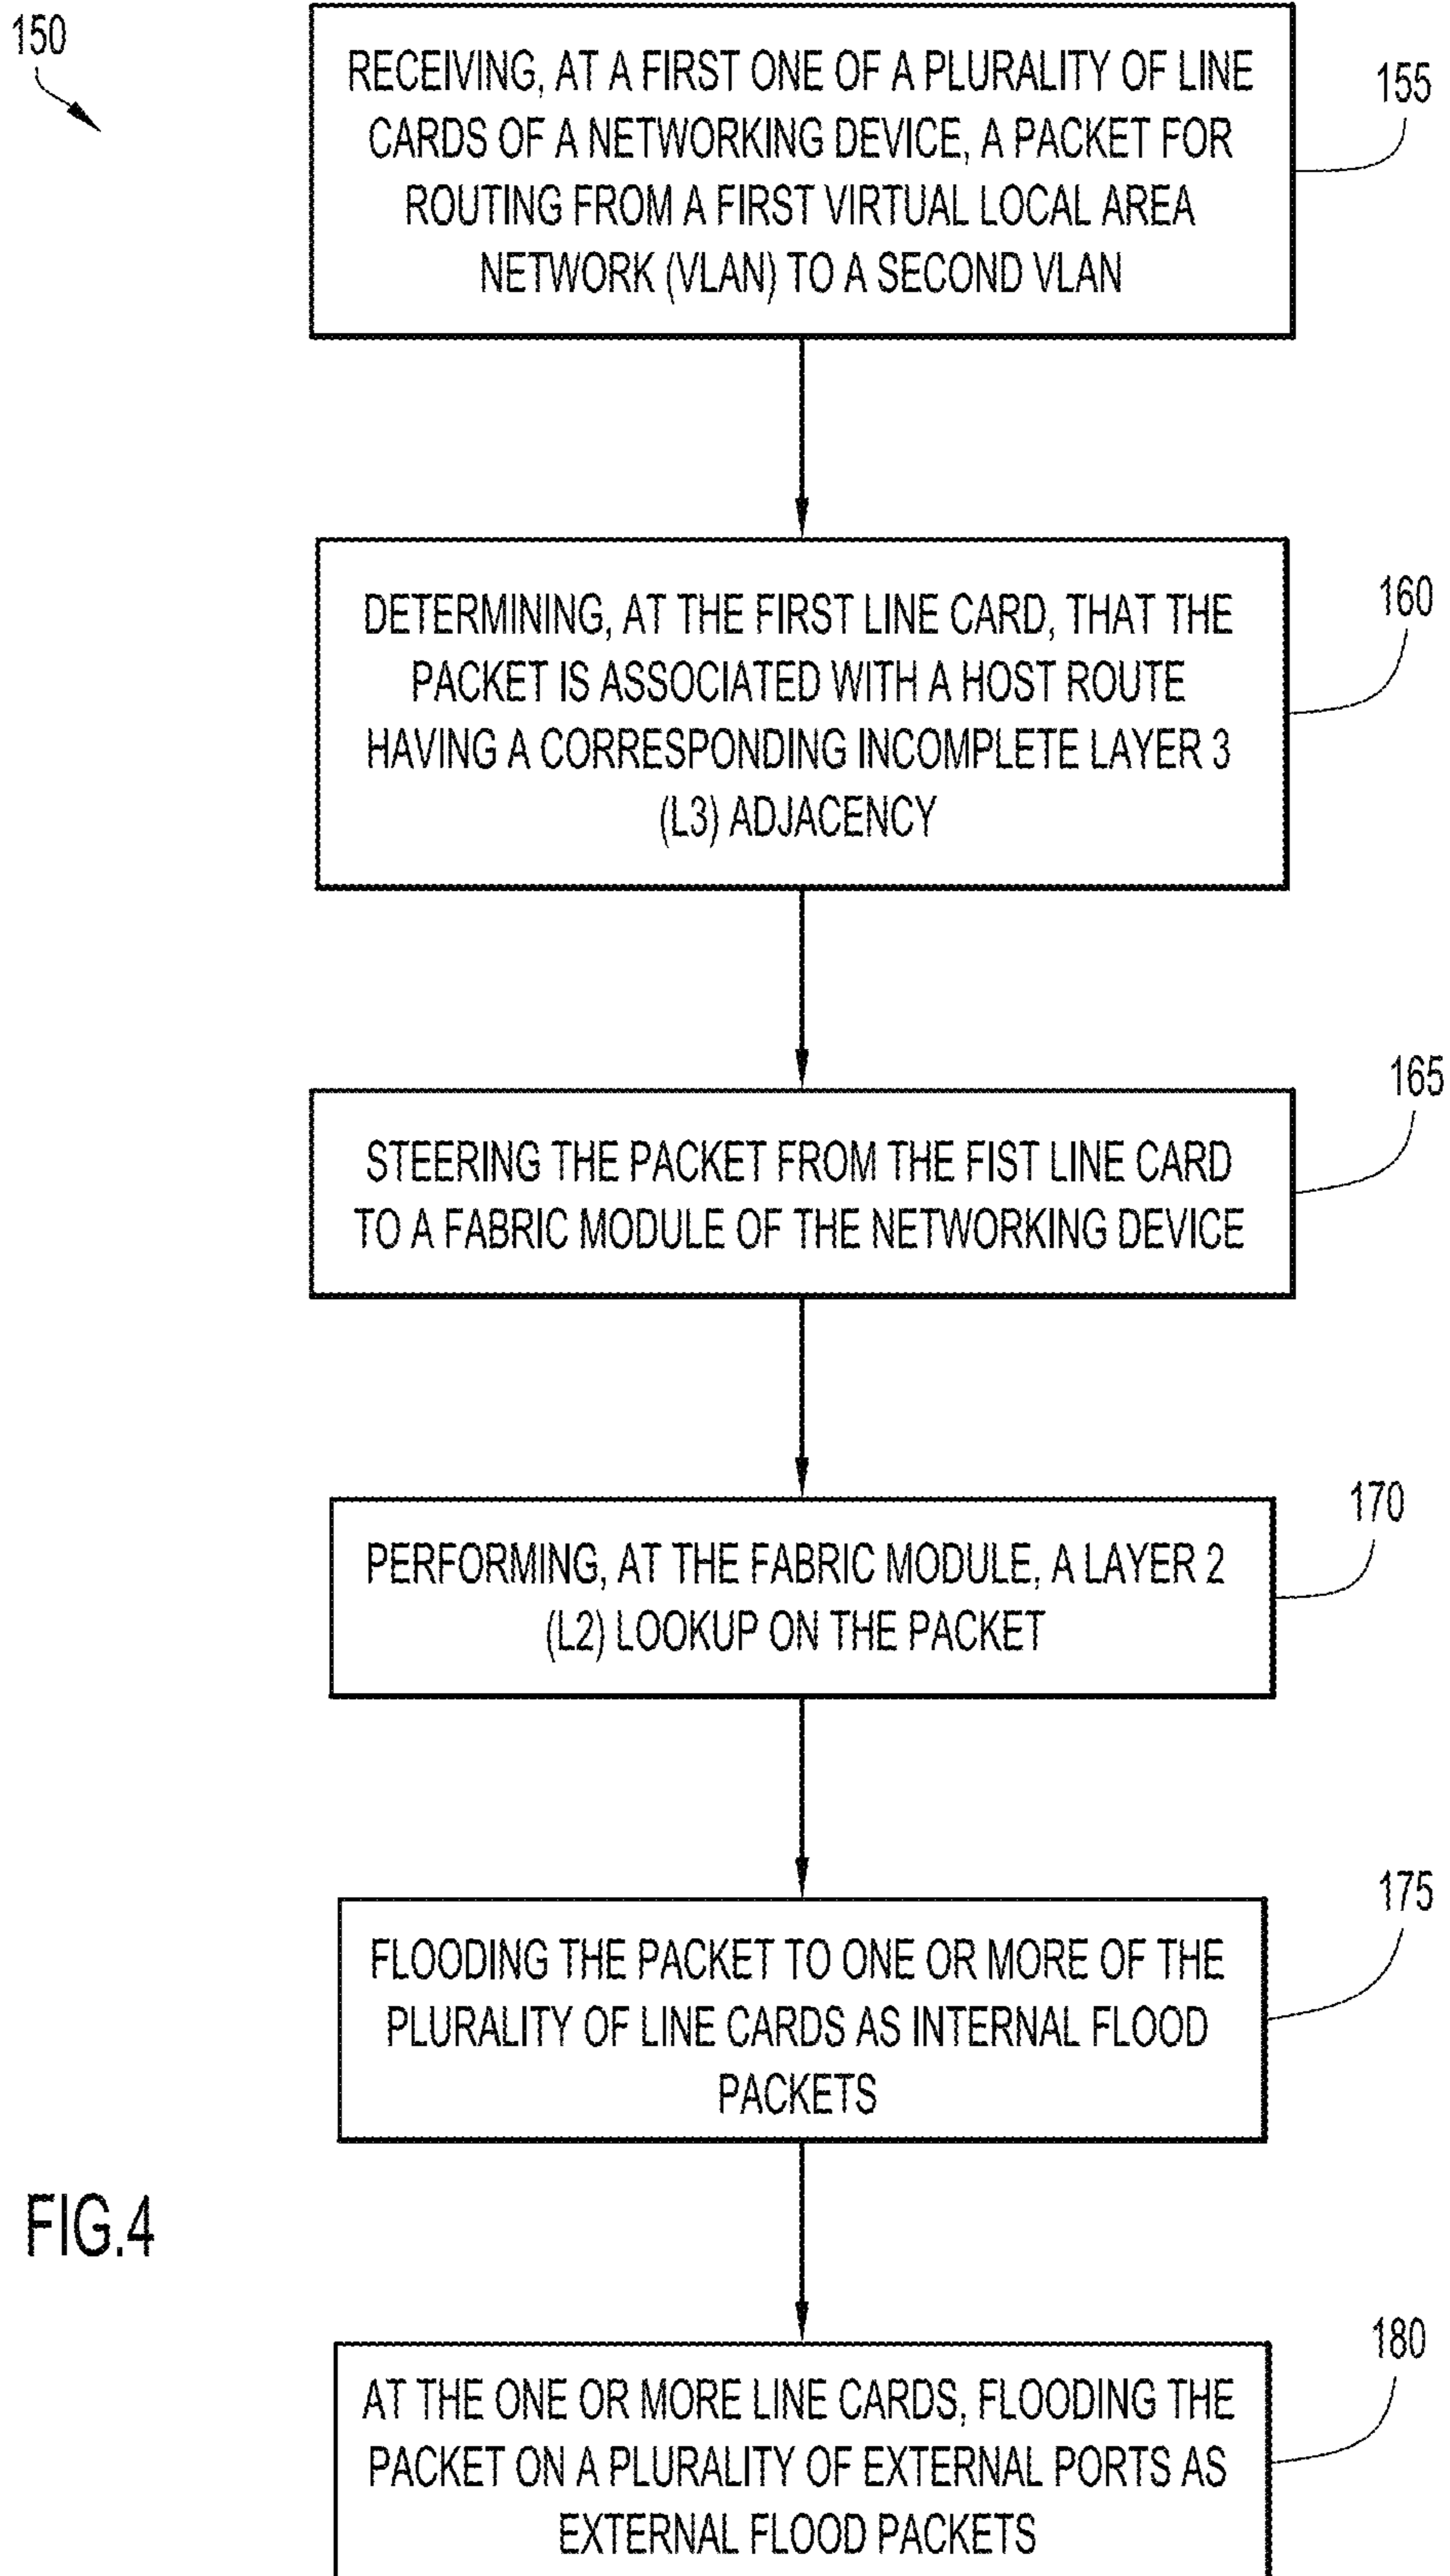 150
RECEIVING, AT A FIRST ONE OF A PLURALITY OF LINE
CARDS OF A NETWORKING DEVICE, A PACKET FOR
ROUTING FROM A FIRST VIRTUAL LOCAL AREA
NETWORK (VLAN) TO A SECOND VLAN
155
DETERMINING, AT THE FIRST LINE CARD, THAT THE
PACKET IS ASSOCIATED WITH A HOST ROUTE
HAVING A CORRESPONDING INCOMPLETE LAYER 3
(L3) ADJACENCY
160
STEERING THE PACKET FROM THE FIST LINE CARD
TO A FABRIC MODULE OF THE NETWORKING DEVICE
165
PERFORMING, AT THE FABRIC MODULE, A LAYER 2
(L2) LOOKUP ON THE PACKET
170
FLOODING THE PACKET TO ONE OR MORE OF THE
PLURALITY OF LINE CARDS AS INTERNAL FLOOD
PACKETS
175
AT THE ONE OR MORE LINE CARDS, FLOODING THE
PACKET ON A PLURALITY OF EXTERNAL PORTS AS
EXTERNAL FLOOD PACKETS
180
FIG.4